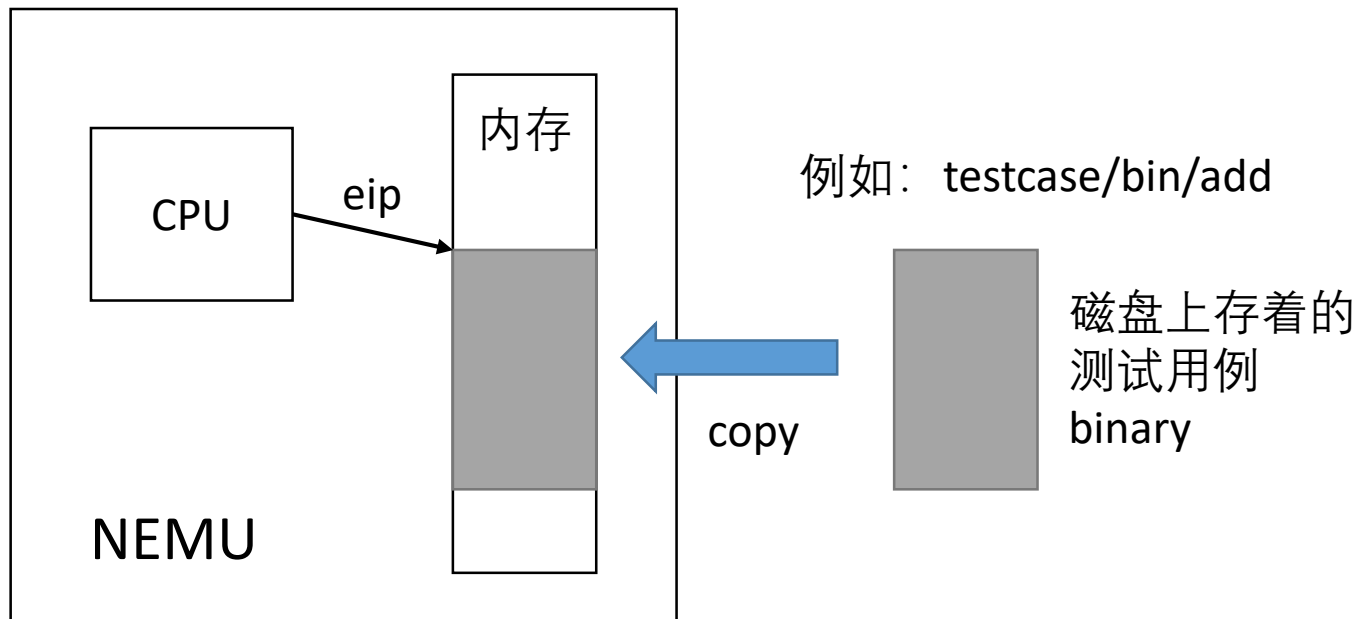 内存
CPU
eip
NEMU
copy
例如：testcase/bin/add
磁盘上存着的
测试用例
binary